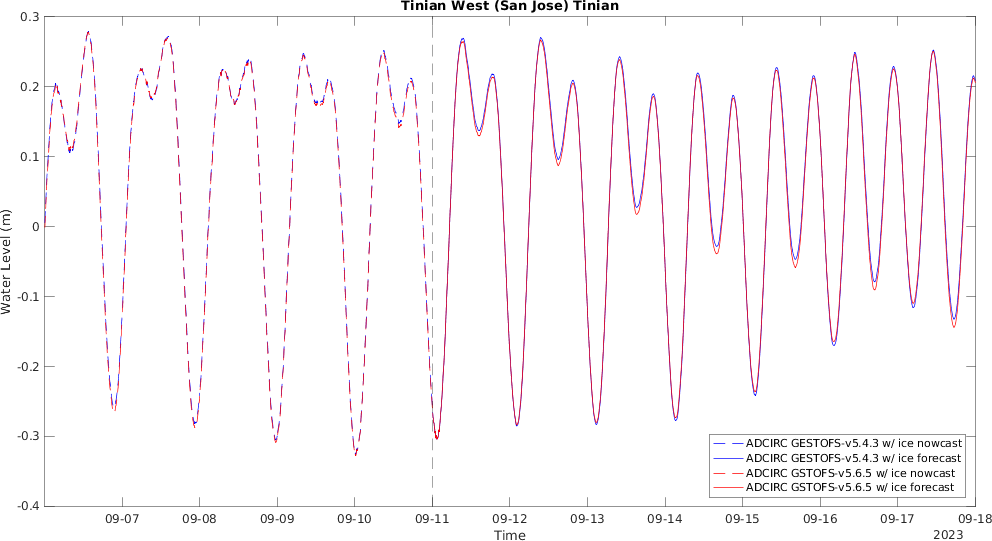 Tinian West (San Jose) Tinian
0.3
0.2
0.1
0
-0.1
-0.2
-0.3
-0.4
Water Level (m)
ADCIRC GESTOFS-v5.4.3 w/ ice nowcast
ADCIRC GESTOFS-v5.4.3 w/ ice forecast
ADCIRC GSTOFS-v5.6.5 w/ ice nowcast
ADCIRC GSTOFS-v5.6.5 w/ ice forecast
09-07 09-08 09-09 09-10 09-11 09-12 09-13 09-14 09-15 09-16 09-17 09-18
Time
2023